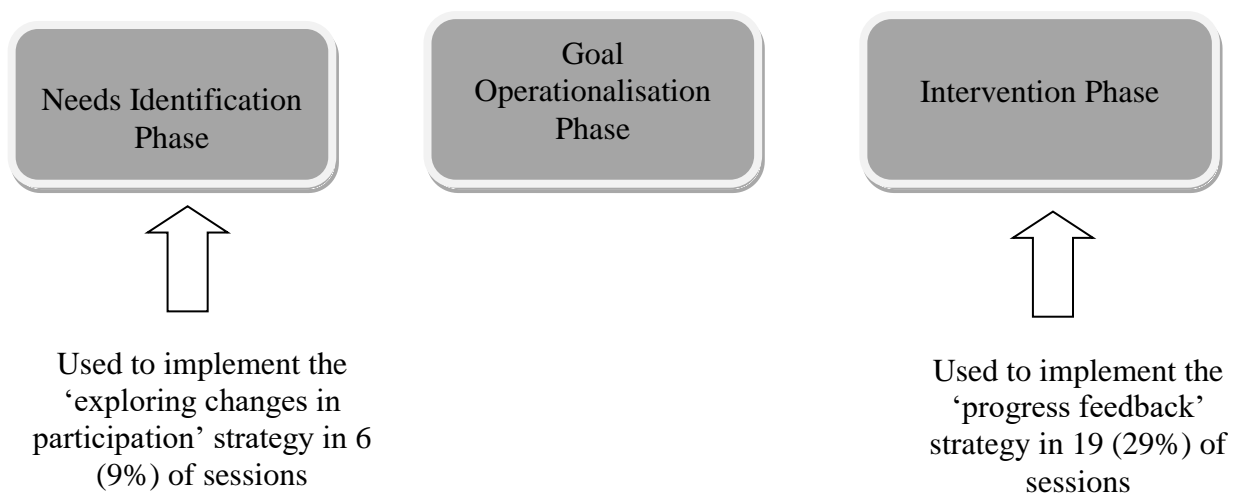 Needs Identification
Phase
Goal
Operationalisation
Phase
Intervention Phase
Used to implement the
‘exploring changes in
participation’ strategy in 6
(9%) of sessions
Used to implement the
‘progress feedback’
strategy in 19 (29%) of
sessions